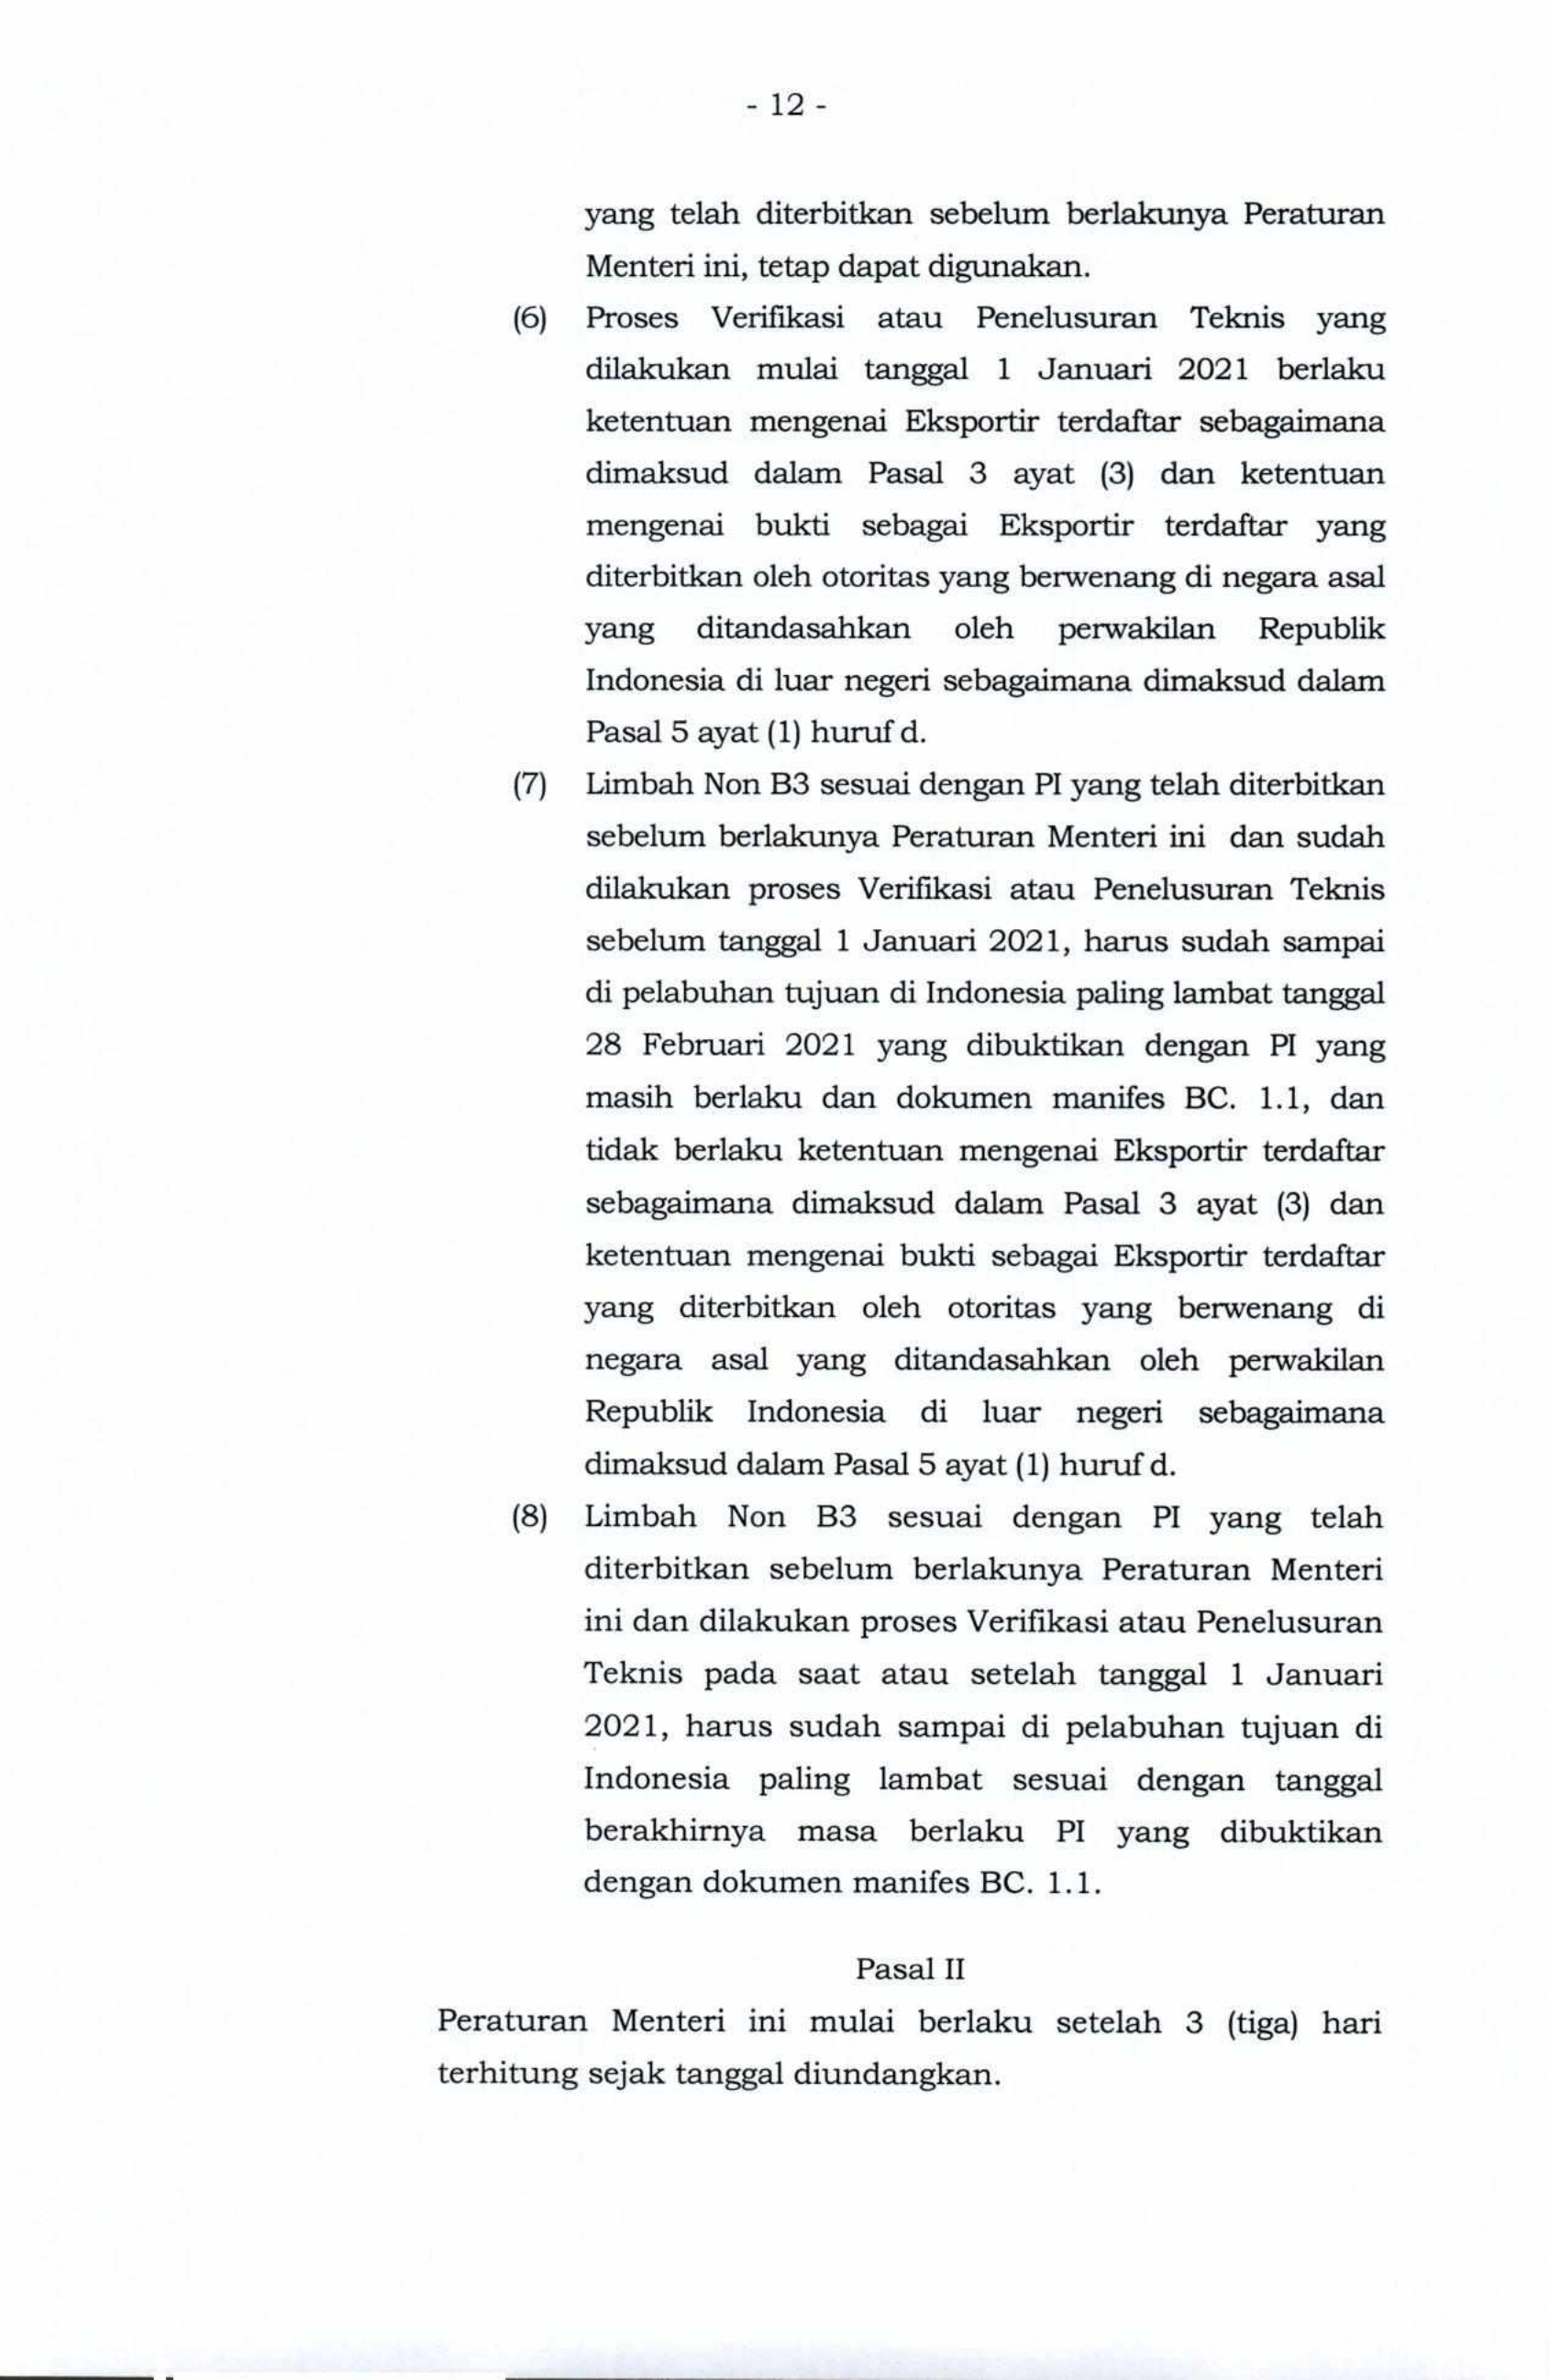 - 12 -
yang telah diterbitkan sebelum berlakunya Peraturan
Menteri ini, tetap dapat digunakan.
(6) Proses Verifikasi atau Penelusuran Teknis yang
dilakukan mulai tanggal 1 Januari 2021 berlaku
ketentuan mengenai Eksportir terdaftar sebagaimana
dimaksud dalam Pasal 3 ayat (3) dan ketentuan
mengenai bukti sebagai Eksportir terdaftar yang
diterbitkan oleh otoritas yang berwenang di negara asal
yang ditandasahkan oleh perwakilan Republik
Indonesia di luar negeri sebagaimana dimaksud dalam
Pasal 5 ayat (1) huruf d.
(7) Limbah Non B3 sesuai dengan PI yang telah diterbitkan
sebelum berlakunya Peraturan Menteri ini dan sudah
dilakukan proses Verifikasi atau Penelusuran Teknis
sebelum tanggal 1 Januari 2021, harus sudah sampai
di pelabuhan tujuan di Indonesia paling lambat tanggal
28 Februari 2021 yang dibuktikan dengan PI yang
masih berlaku dan dokumen manifes BC. 1.1, dan
tidak berlaku ketentuan mengenai Eksportir terdaftar
sebagaimana dimaksud dalam Pasal 3 ayat (3) dan
ketentuan mengenai bukti sebagai Eksportir terdaftar
yang diterbitkan oleh otoritas yang berwenang di
negara asal yang ditandasahkan oleh perwakilan
Republik Indonesia di luar negeri sebagaimana
dimaksud dalam Pasal 5 ayat (1) huruf d.
(8) Limbah Non B3 sesuai dengan PI yang telah
diterbitkan sebelum berlakunya Peraturan Menteri
ini dan dilakukan proses Verifikasi atau Penelusuran
Teknis pada saat atau setelah tanggal 1 Januari
2021, harus sudah sampai di pelabuhan tujuan di
Indonesia paling lambat sesuai dengan tanggal
berakhirnya masa berlaku PI yang dibuktikan
dengan dokumen manifes BC. 1.1.
Pasal II
Peraturan Menteri ini mulai berlaku setelah 3 (tiga) hari
terhitung sejak tanggal diundangkan.